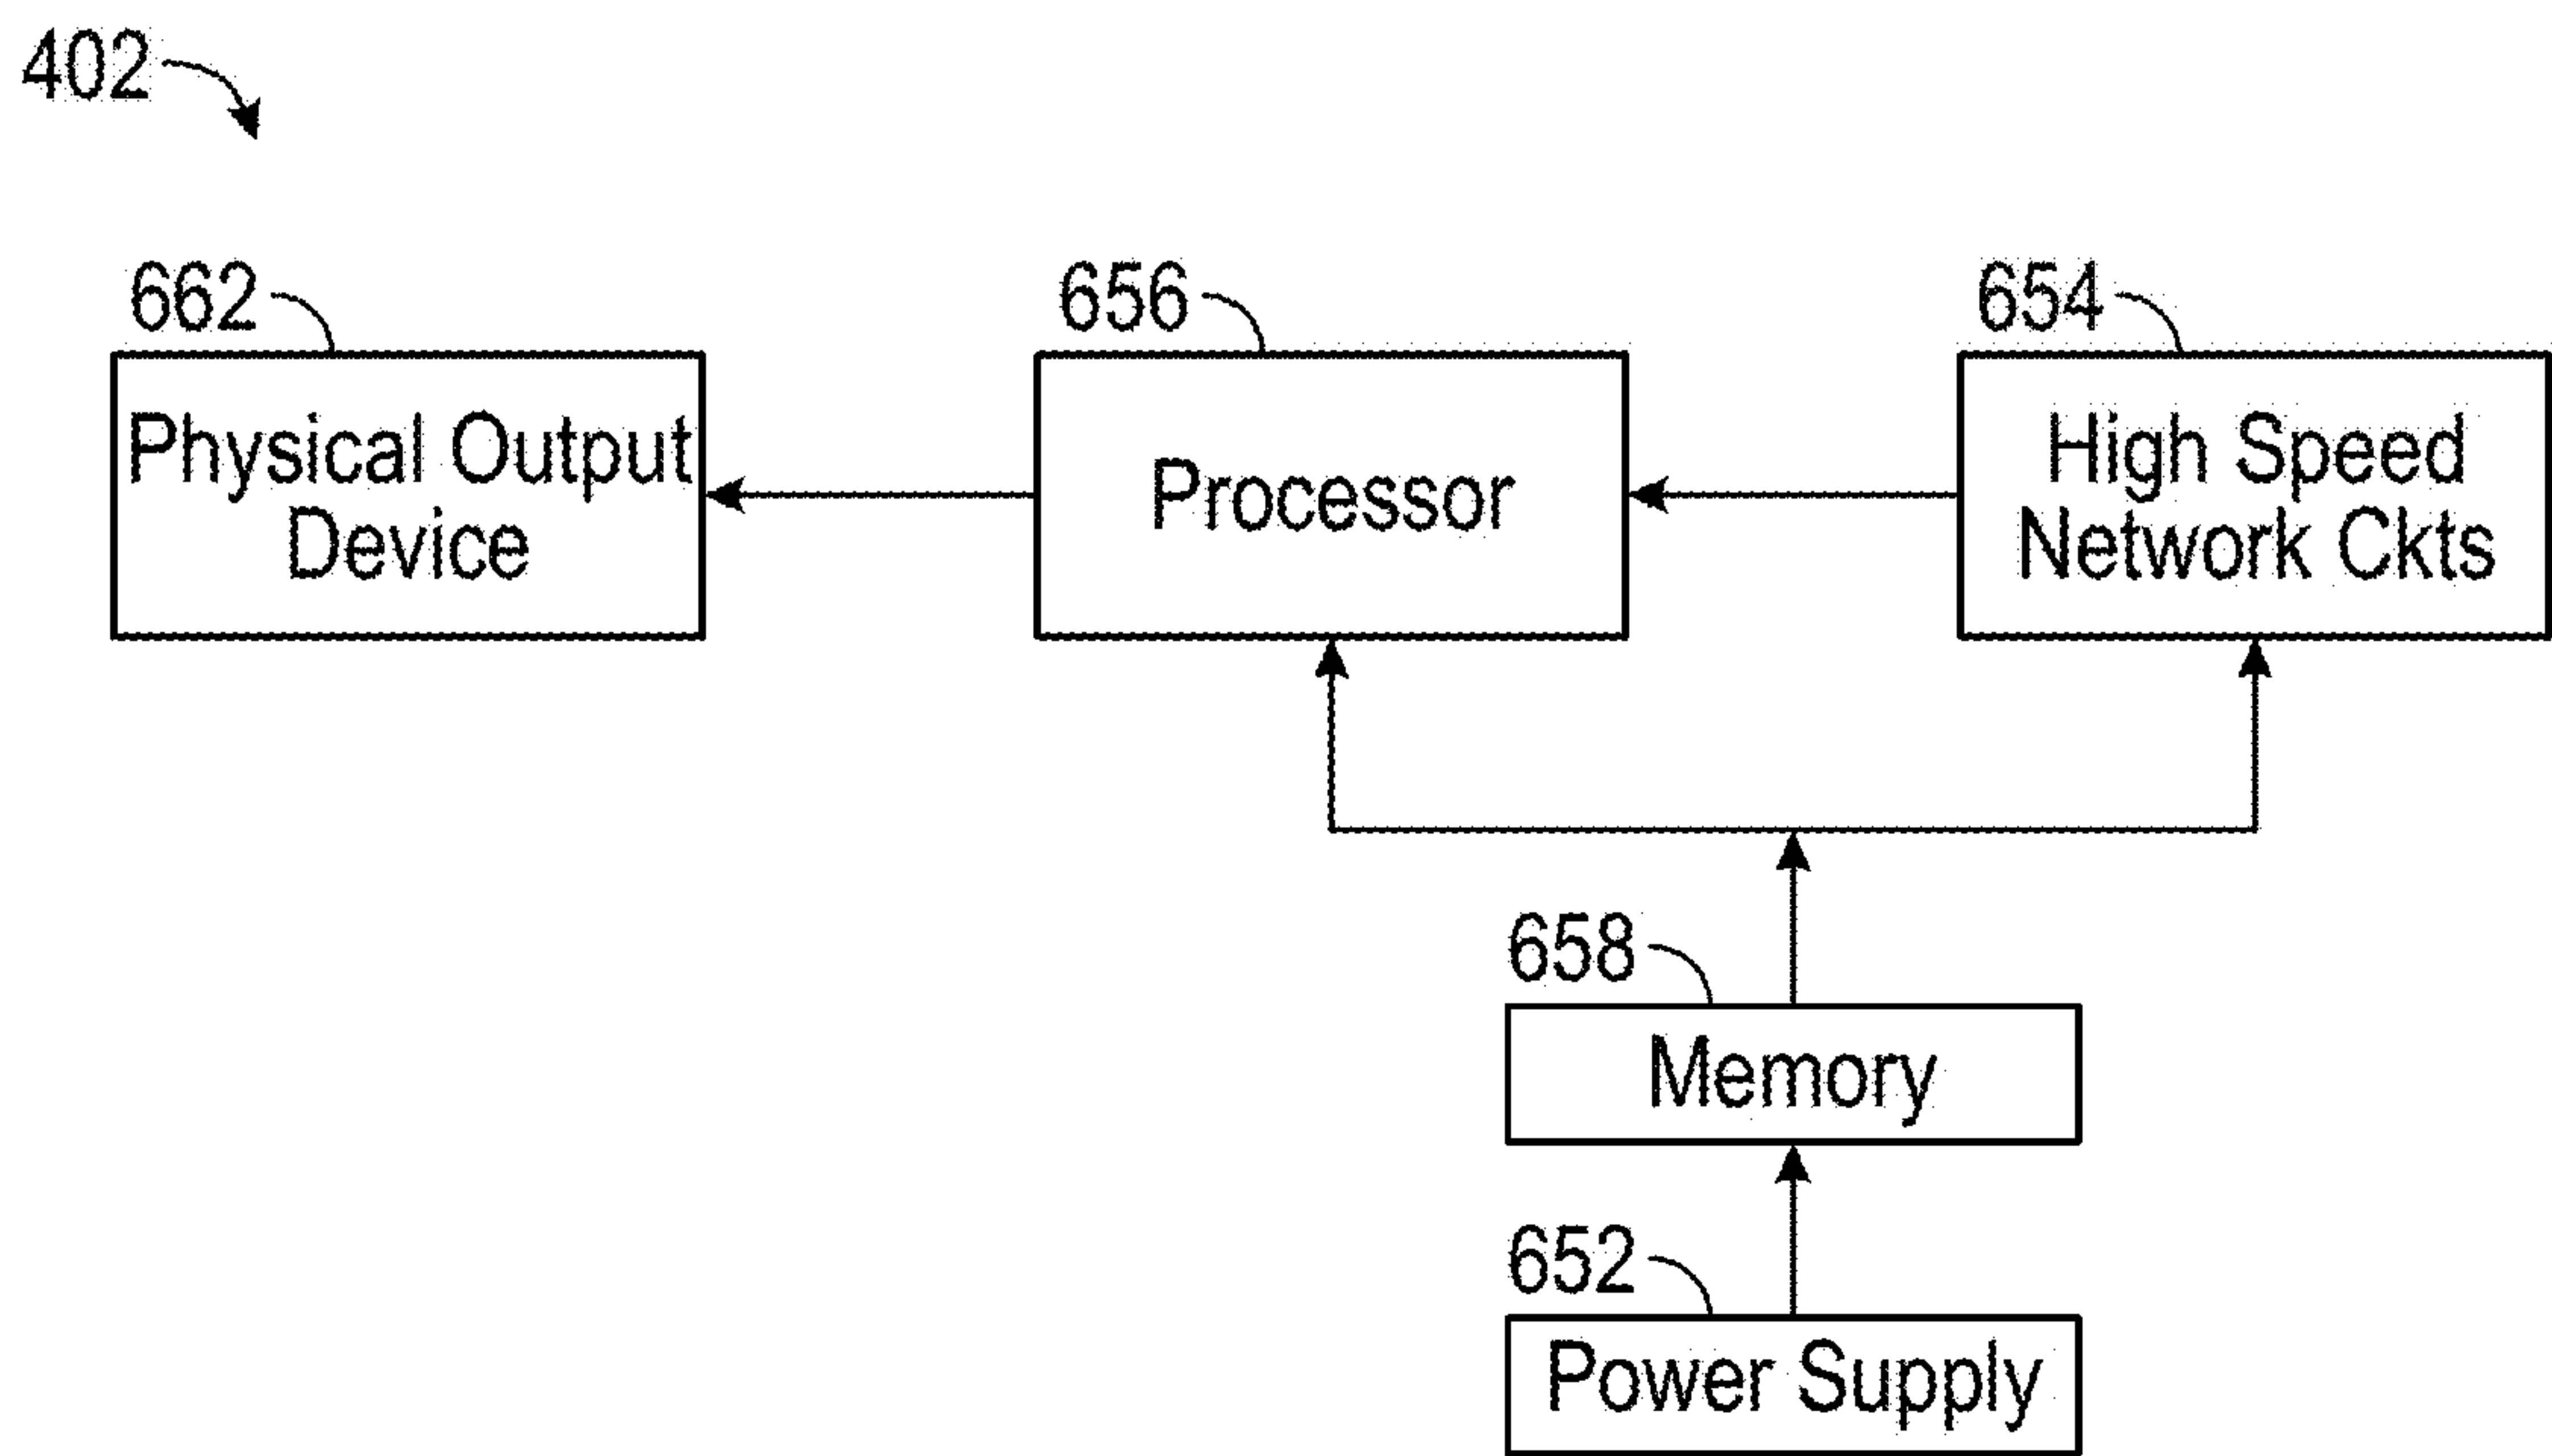 402
662
656
654
Physical Output
Device
Processor
High Speed
Network Ckts
658
Memory
652
Power Supply